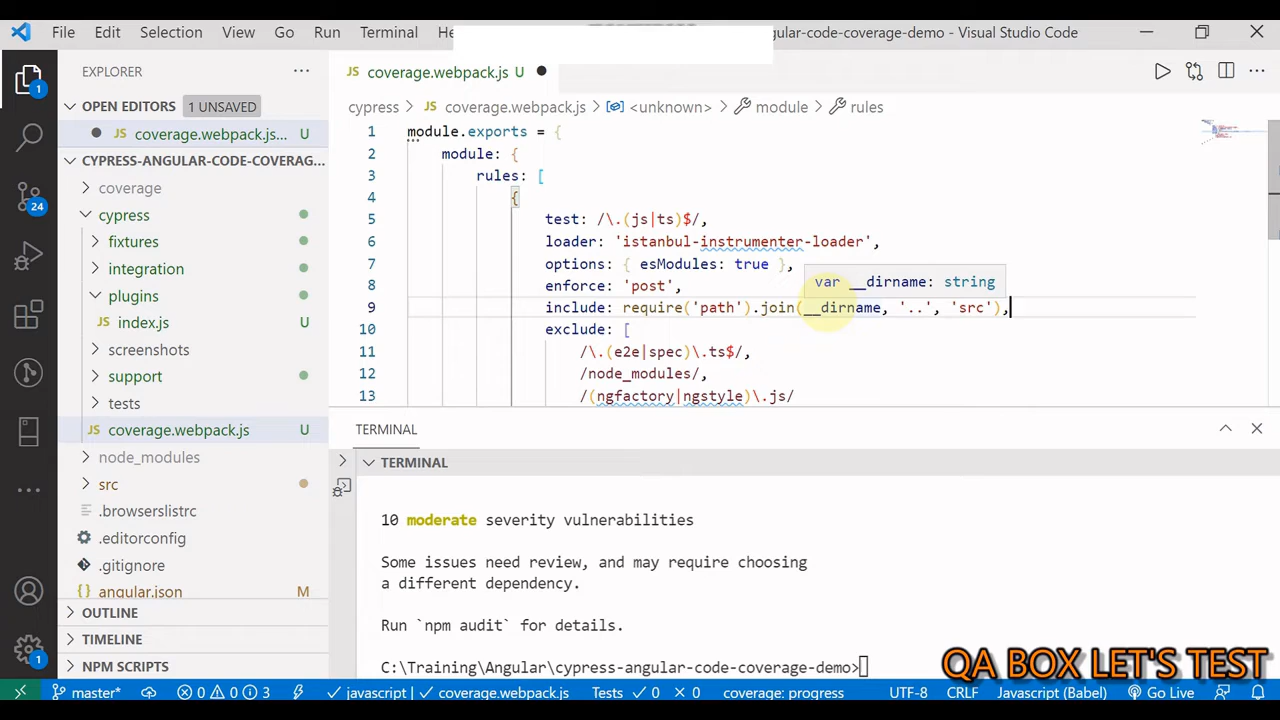 File Edit Selection View Go Run Terminal He
gular-code-coverage-demo - Visual Studio Code
EXPLORER
OPEN EDITORS 1 UNSAVED
coverage.webpack.js... U
CYPRESS-ANGULAR-CODE-COVERAG...
coverage
cypress
fixtures
integration
plugins
JS index.js
screenshots
support
tests
JS coverage.webpack.js U
node_modules
src
.browserslistrc
.editorconfig
.gitignore
angular.json M
OUTLINE
TIMELINE
NPM SCRIPTS
1
24
1
JS coverage.webpack.js U
cypress > JS coverage.webpack.js > <unknown> > module > rules
1 module.exports = {
2 module: {
3 rules: [
4 {
5 test: /\.(js|ts)$/,
6 loader: 'istanbul-instrumenter-loader',
7 options: { esModules: true },
var __dirname: string
8 enforce: 'post',
9 include: require('path').join(__dirname, '..', 'src'),
10 exclude: [
11 /\.(e2e|spec)\.ts$/,
12 /node_modules/,
13 /(ngfactory|ngstyle)\.js/
TERMINAL
TERMINAL
10 moderate severity vulnerabilities
Some issues need review, and may require choosing
a different dependency.
Run `npm audit` for details.
C:\Training\Angular\cypress-angular-code-coverage-demo>
QA BOX LET'S TEST
master* 0 0 3 javascript | coverage.webpack.js Tests 0 0 coverage: progress UTF-8 CRLF Javascript (Babel) Go Live